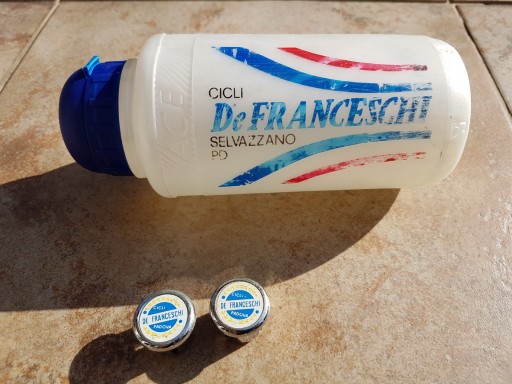 CICLI
De FRANCESCHI
SELVAZZANO
PD
CICLI
DE FRANCESCHI
PADOVA
CICLI
DE FRANCESCHI
PADOVA